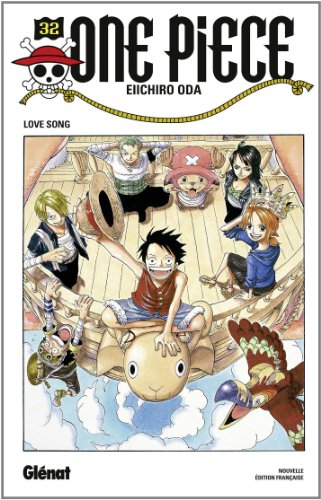 32
ONE PIECE
EIICHIRO ODA
LOVE SONG
Glénat
NOUVELLE
ÉDITION FRANÇAISE